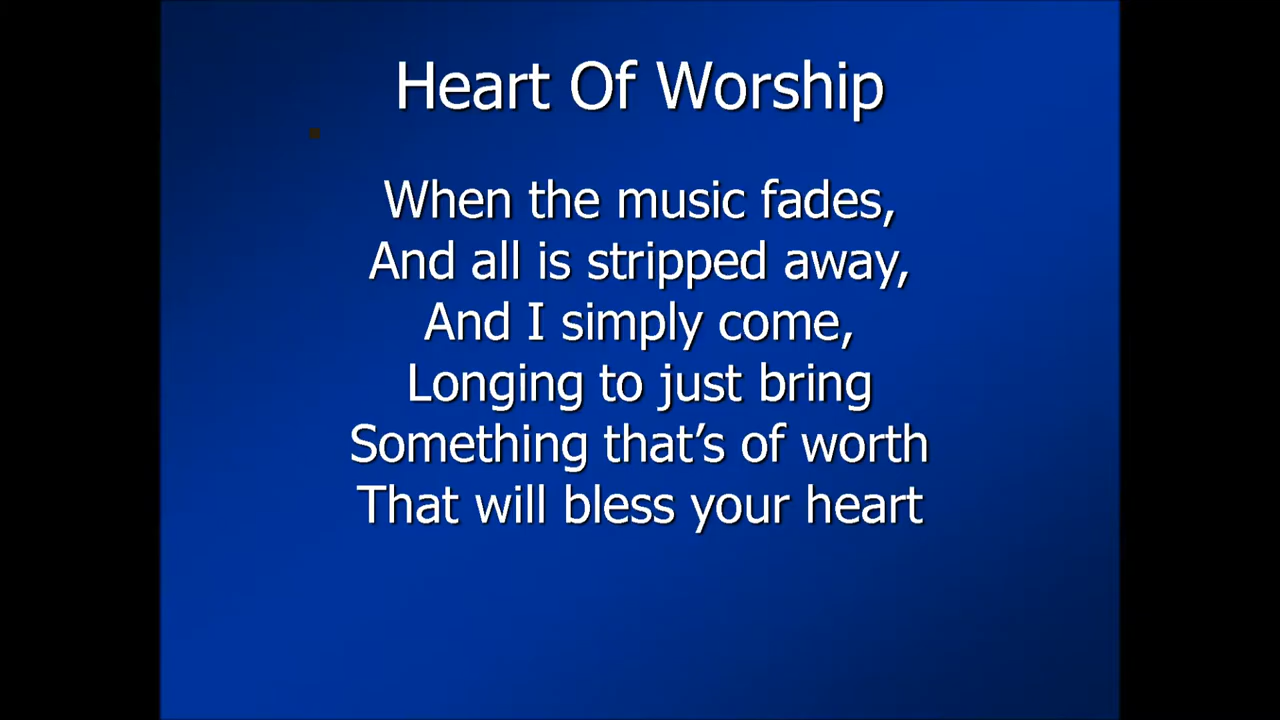 Heart Of Worship
When the music fades,
And all is stripped away,
And I simply come,
Longing to just bring
Something that’s of worth
That will bless your heart